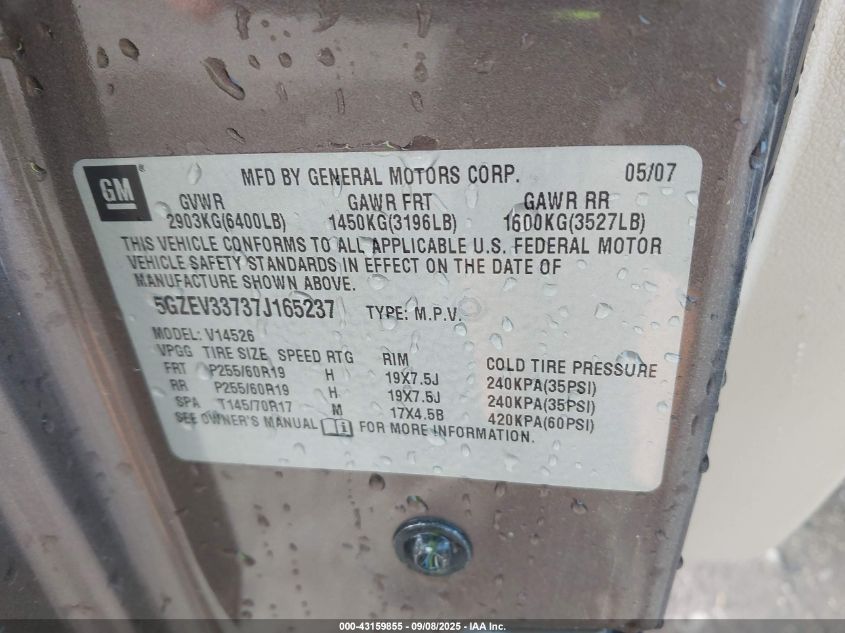 GM ® MFD BY GENERAL MOTORS CORP. 05/07
GVWR GAWR FRT GAWR RR
2903KG(6400LB) 1450KG(3196LB) 1600KG(3527LB)
THIS VEHICLE CONFORMS TO ALL APPLICABLE U.S. FEDERAL MOTOR
VEHICLE SAFETY STANDARDS IN EFFECT ON THE DATE OF
MANUFACTURE SHOWN ABOVE.
5GZEV33737J165237 TYPE: M.P.V.
MODEL: V14526
VPGG TIRE SIZE SPEED RTG RIM COLD TIRE PRESSURE
FRT P255/60R19 H 19X7.5J 240KPA(35PSI)
RR P255/60R19 H 19X7.5J 240KPA(35PSI)
SPA T145/70R17 M 17X4.5B 420KPA(60PSI)
SEE OWNER'S MANUAL i FOR MORE INFORMATION.
000-43159855 - 09/08/2025 - IAA Inc.